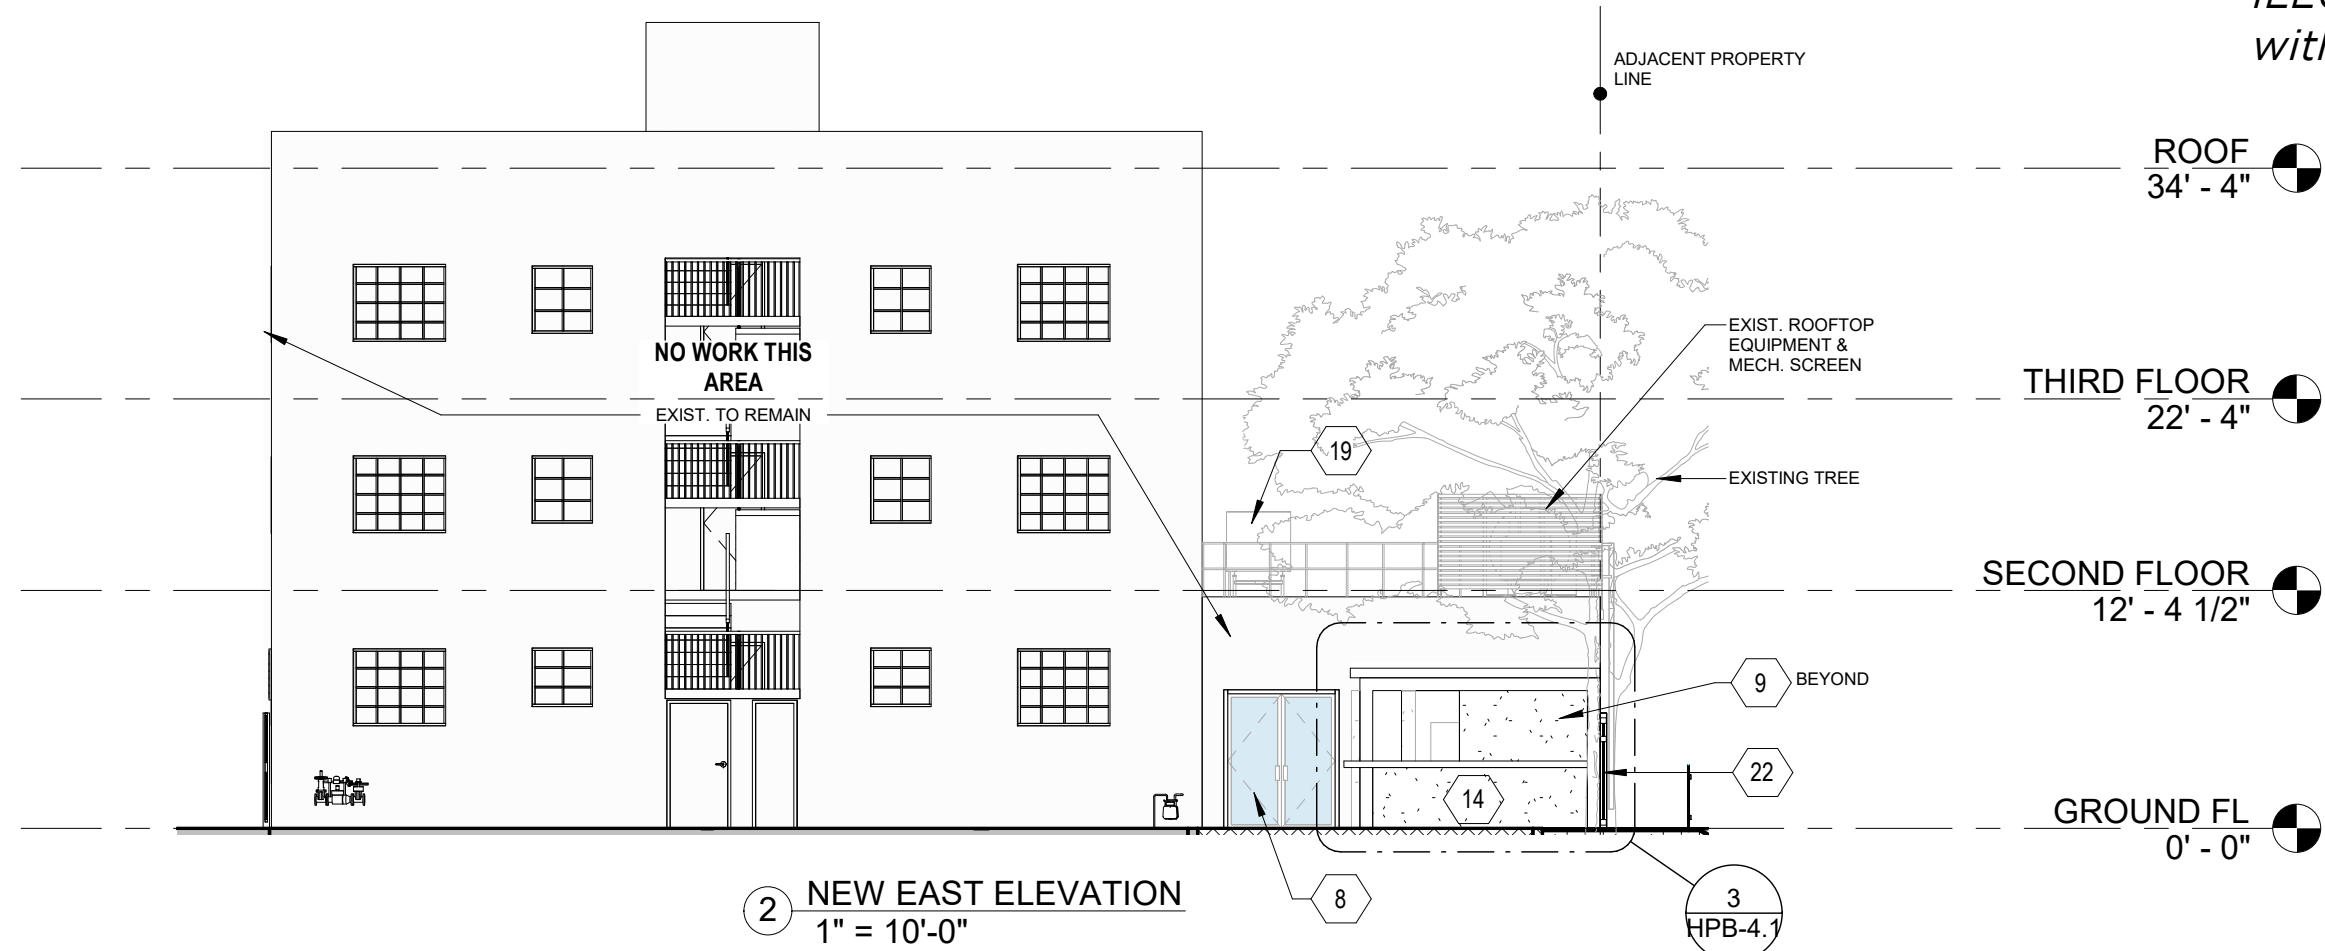 with
ADJACENT PROPERTY
LINE
ROOF
34' - 4"
EXIST. ROOFTOP
EQUIPMENT &
MECH. SCREEN
NO WORK THIS
AREA
EXIST. TO REMAIN
THIRD FLOOR
22' - 4"
19
EXISTING TREE
SECOND FLOOR
12' - 4 1/2"
9 BEYOND
22
14
GROUND FL
0' - 0"
8
3
HPB-4.1
2 NEW EAST ELEVATION
1" = 10'-0"